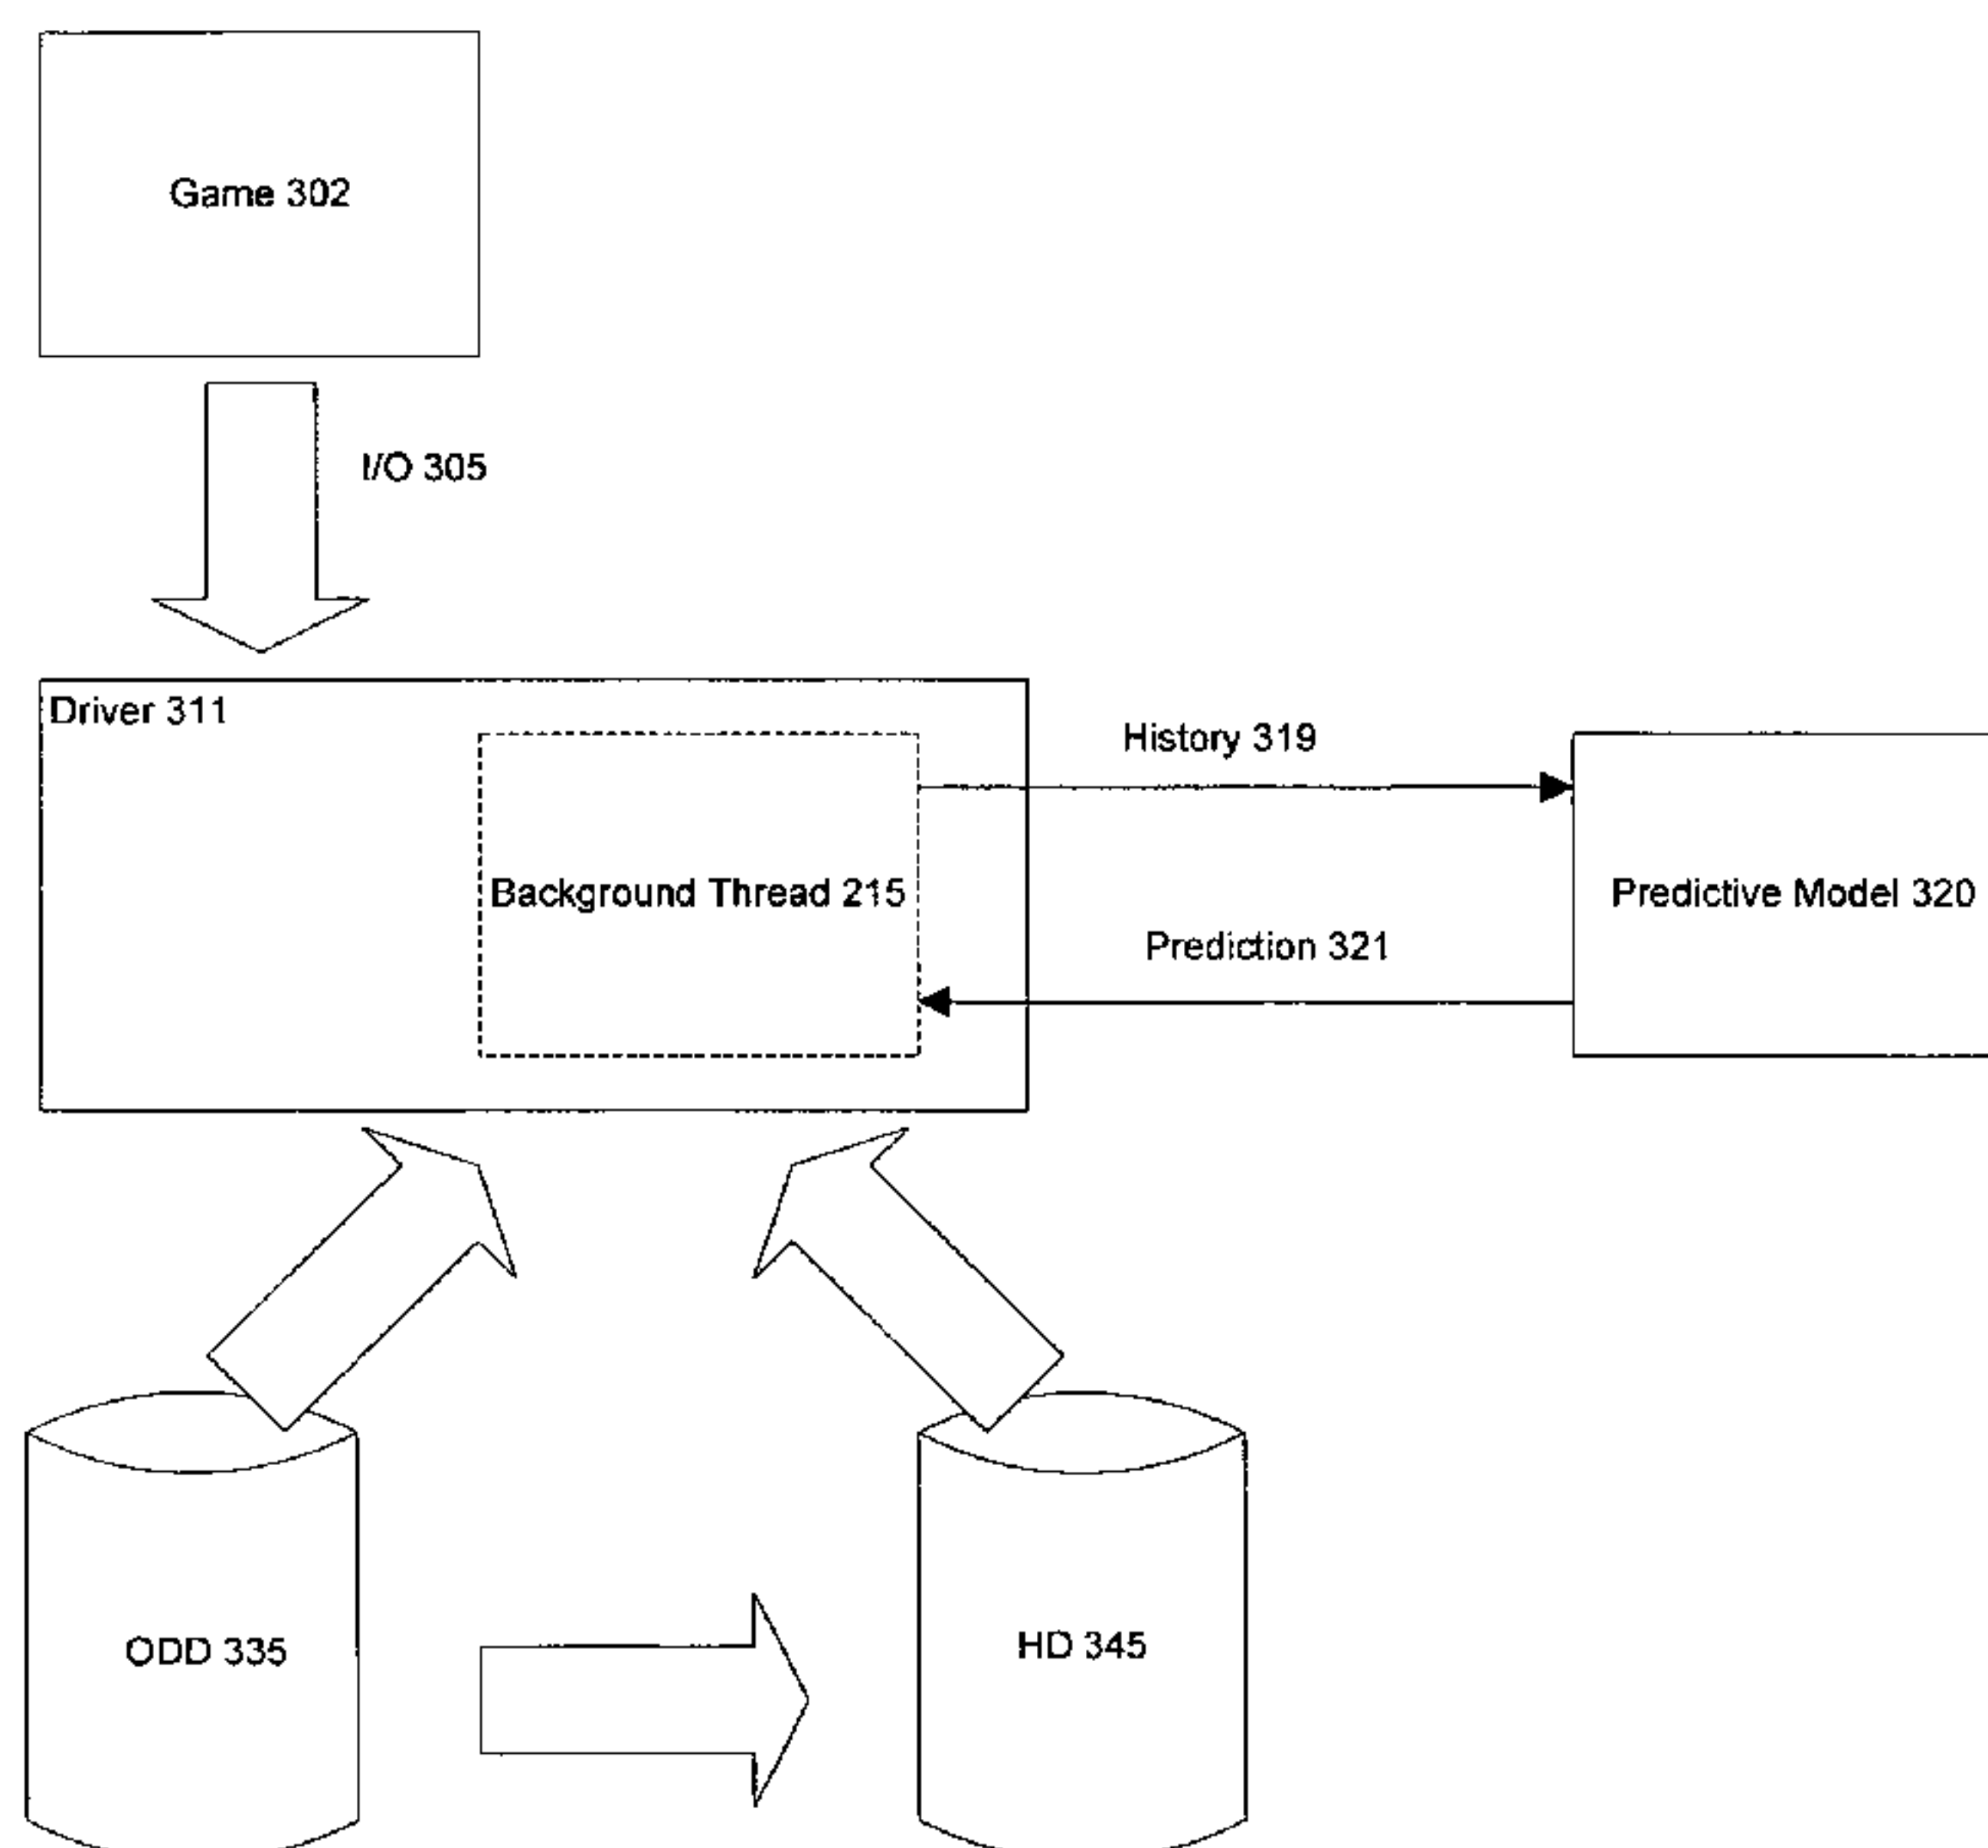 Game 302
I/O 305
Driver 311
History 319
Background Thread 215
Predictive Model 320
Prediction 321
ODD 335
HD 345